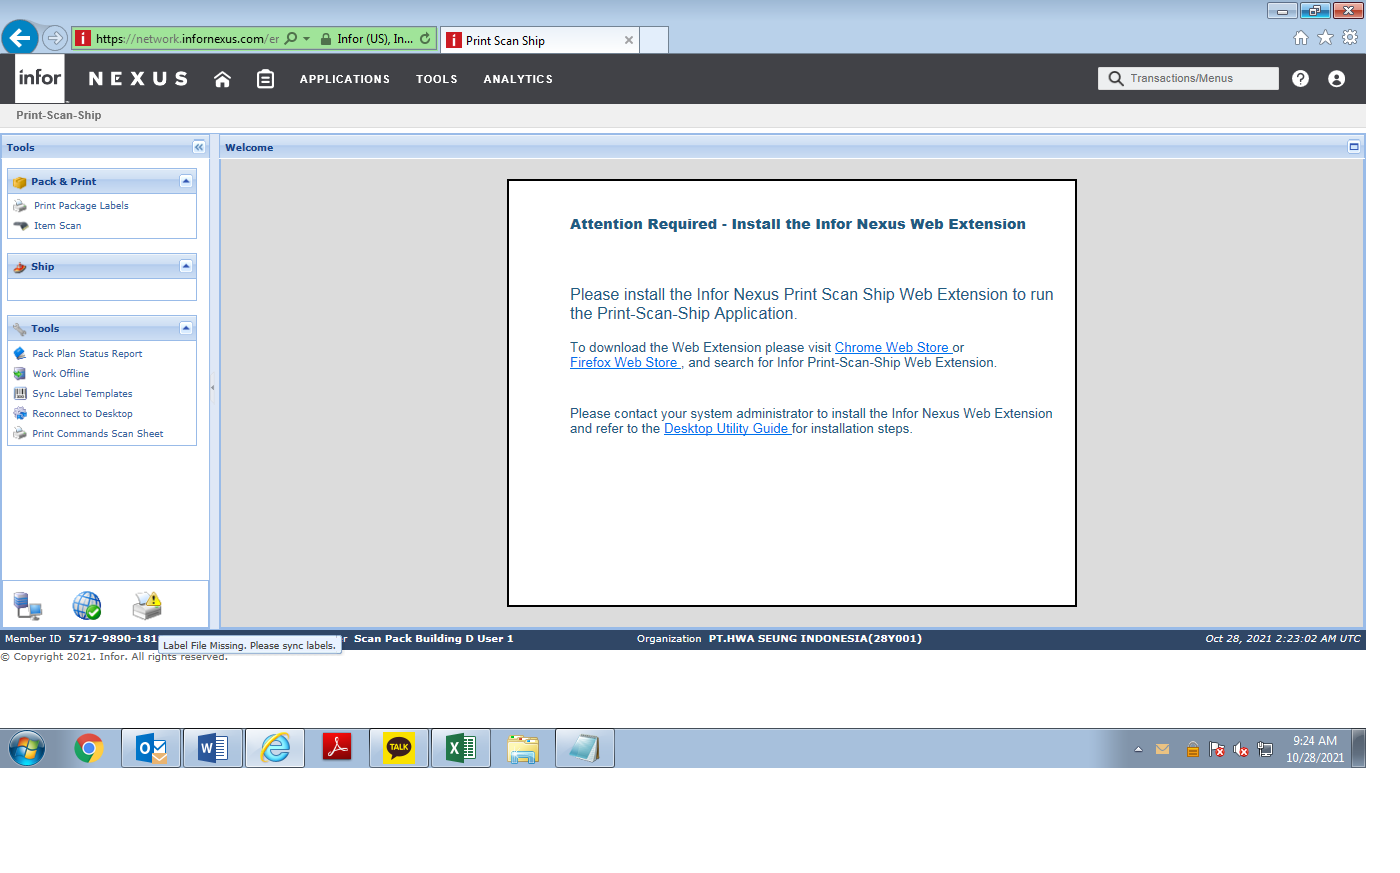 https://network.infornexus.com/er
Infor (US), In...
Print Scan Ship
infor
NEXUS
APPLICATIONS
TOOLS
ANALYTICS
Transactions/Menus
Print-Scan-Ship
Tools
Welcome
Pack & Print
Print Package Labels
Item Scan
Ship
Tools
Pack Plan Status Report
Work Offline
Sync Label Templates
Reconnect to Desktop
Print Commands Scan Sheet
Attention Required - Install the Infor Nexus Web Extension
Please install the Infor Nexus Print Scan Ship Web Extension to run
the Print-Scan-Ship Application.
To download the Web Extension please visit Chrome Web Store or
Firefox Web Store , and search for Infor Print-Scan-Ship Web Extension.
Please contact your system administrator to install the Infor Nexus Web Extension
and refer to the Desktop Utility Guide for installation steps.
Member ID 5717-9890-181
r Scan Pack Building D User 1
Organization PT.HWA SEUNG INDONESIA(28Y001)
Oct 28, 2021 2:23:02 AM UTC
Label File Missing. Please sync labels.
© Copyright 2021. Infor. All rights reserved.
TALK
9:24 AM
10/28/2021